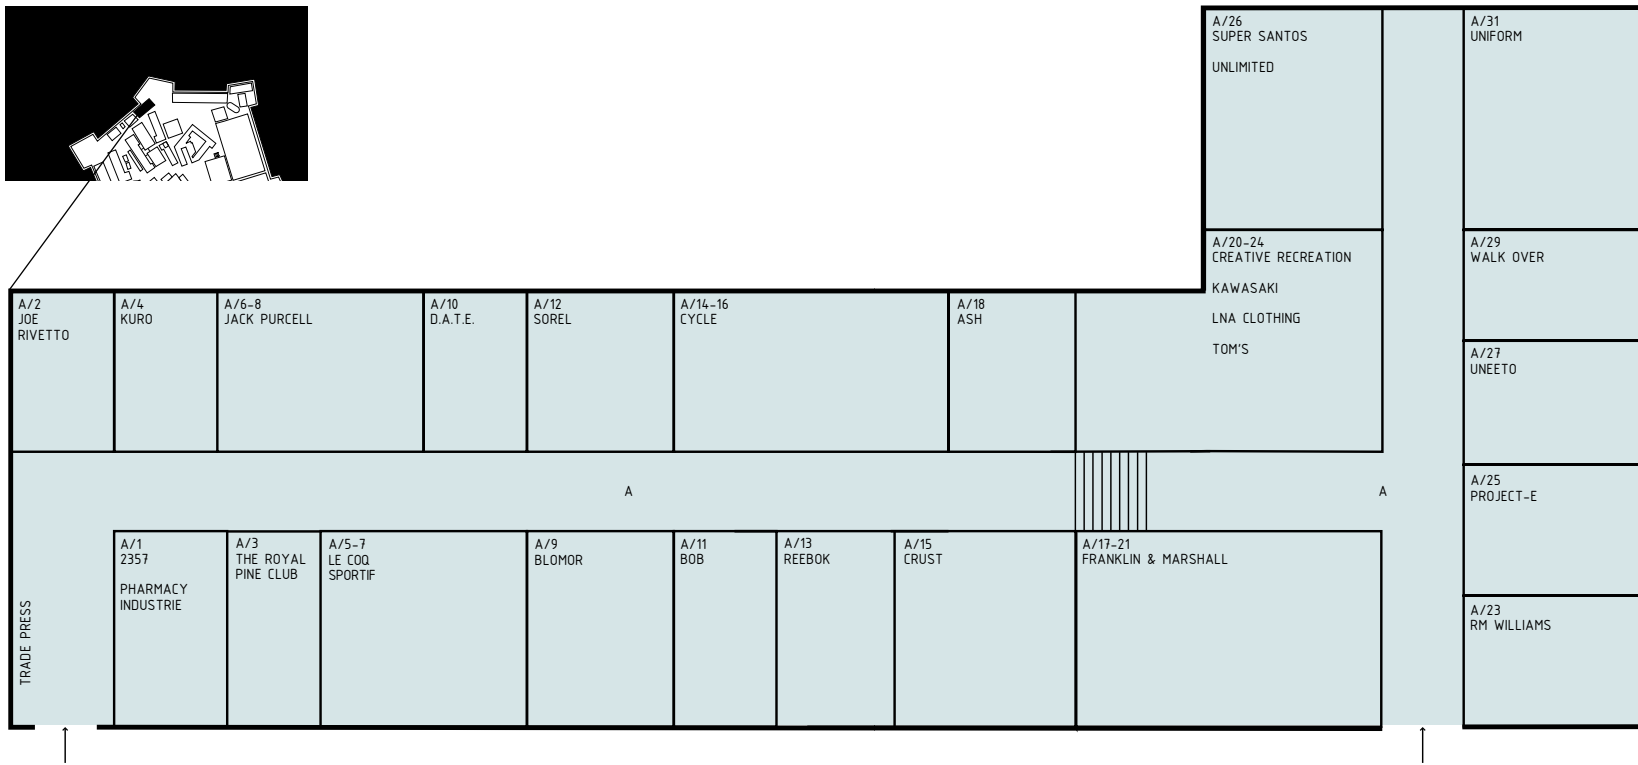 A/26
SUPER SANTOS
UNLIMITED
A/31
UNIFORM
A/20-24
CREATIVE RECREATION
KAWASAKI
LNA CLOTHING
TOM'S
A/29
WALK OVER
A/2
JOE
RIVETTO
A/4
KURO
A/6-8
JACK PURCELL
A/10
D.A.T.E.
A/12
SOREL
A/14-16
CYCLE
A/18
ASH
A/27
UNEETO
A
A
A/25
PROJECT-E
TRADE PRESS
A/1
2357
PHARMACY
INDUSTRIE
A/3
THE ROYAL
PINE CLUB
A/5-7
LE COQ
SPORTIF
A/9
BLOMOR
A/11
BOB
A/13
REEBOK
A/15
CRUST
A/17-21
FRANKLIN & MARSHALL
A/23
RM WILLIAMS